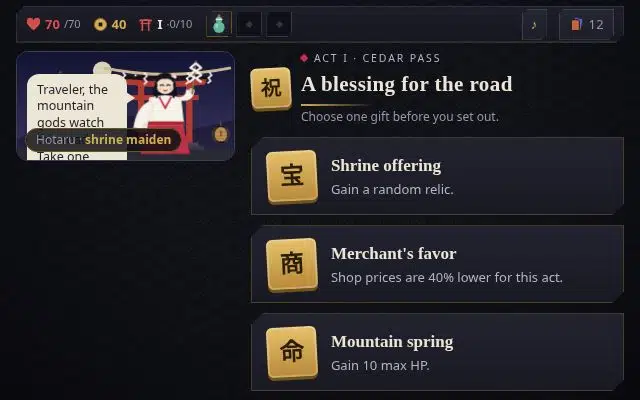 70 /70 40 I ·0/10 ♪ 12
Traveler, the
mountain
gods watch
Hotaru · shrine maiden
Take one
祝
ACT I · CEDAR PASS
A blessing for the road
Choose one gift before you set out.
宝
Shrine offering
Gain a random relic.
商
Merchant's favor
Shop prices are 40% lower for this act.
命
Mountain spring
Gain 10 max HP.